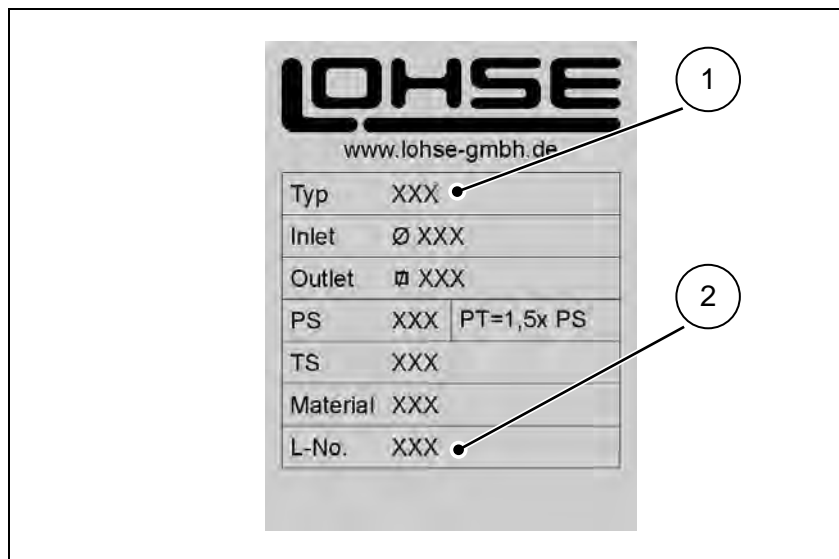 LOHSE
www.lohse-gmbh.de
Typ XXX
Inlet Ø XXX
Outlet ¤ XXX
PS XXX PT=1,5x PS
TS XXX
Material XXX
L-No. XXX
1
2